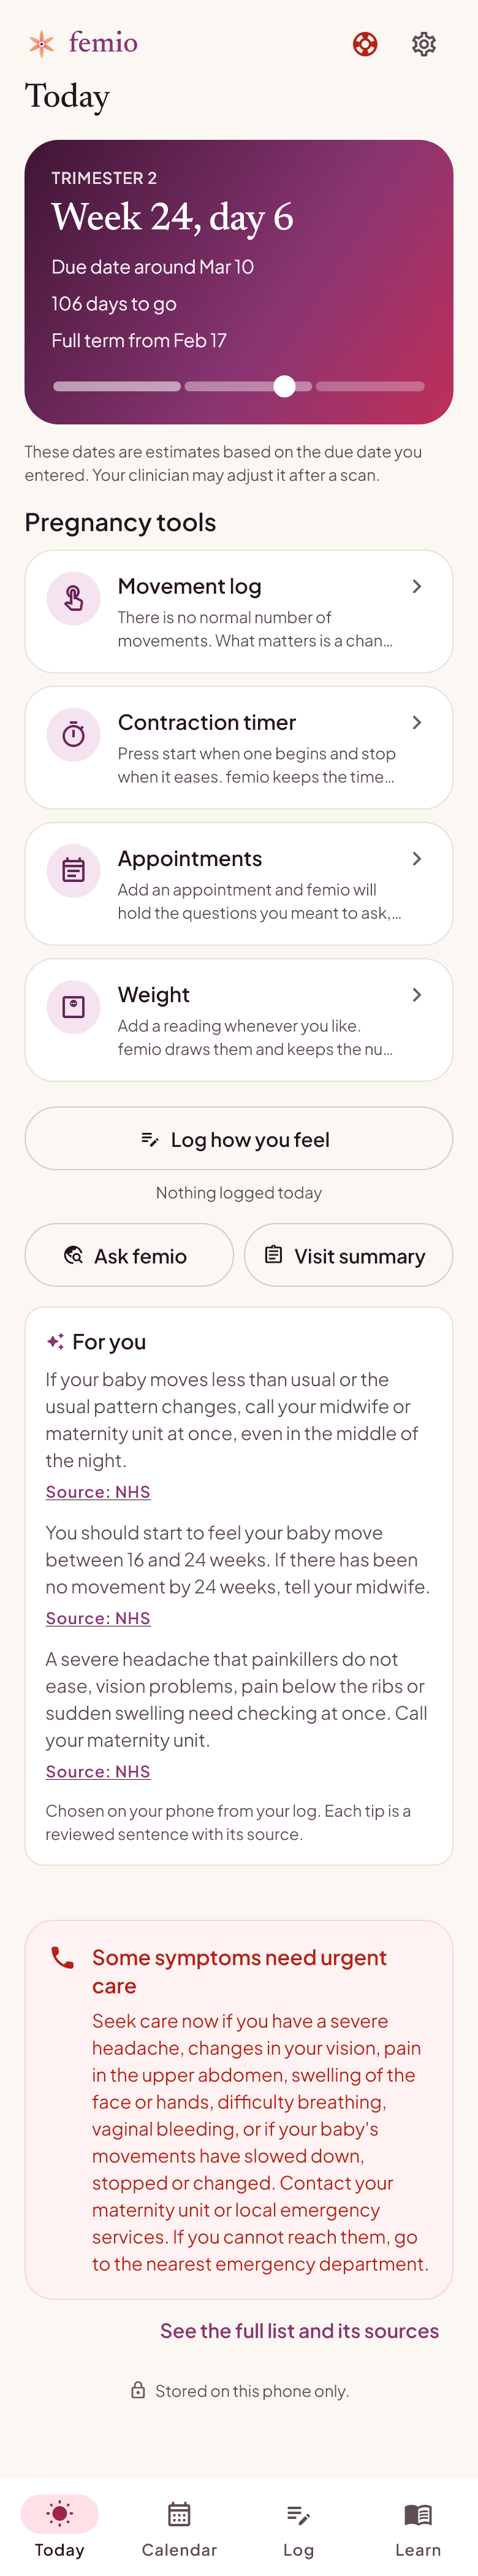 femio
Today
TRIMESTER 2
Week 24, day 6
Due date around Mar 10
106 days to go
Full term from Feb 17
These dates are estimates based on the due date you
entered. Your clinician may adjust it after a scan.
Pregnancy tools
Movement log
There is no normal number of
movements. What matters is a chan…
Contraction timer
Press start when one begins and stop
when it eases. femio keeps the time…
Appointments
Add an appointment and femio will
hold the questions you meant to ask,…
Weight
Add a reading whenever you like.
femio draws them and keeps the nu…
Log how you feel
Nothing logged today
Ask femio
Visit summary
For you
If your baby moves less than usual or the
usual pattern changes, call your midwife or
maternity unit at once, even in the middle of
the night.
Source: NHS
You should start to feel your baby move
between 16 and 24 weeks. If there has been
no movement by 24 weeks, tell your midwife.
Source: NHS
A severe headache that painkillers do not
ease, vision problems, pain below the ribs or
sudden swelling need checking at once. Call
your maternity unit.
Source: NHS
Chosen on your phone from your log. Each tip is a
reviewed sentence with its source.
Some symptoms need urgent
care
Seek care now if you have a severe
headache, changes in your vision, pain
in the upper abdomen, swelling of the
face or hands, difficulty breathing,
vaginal bleeding, or if your baby's
movements have slowed down,
stopped or changed. Contact your
maternity unit or local emergency
services. If you cannot reach them, go
to the nearest emergency department.
See the full list and its sources
Stored on this phone only.
Today
Calendar
Log
Learn